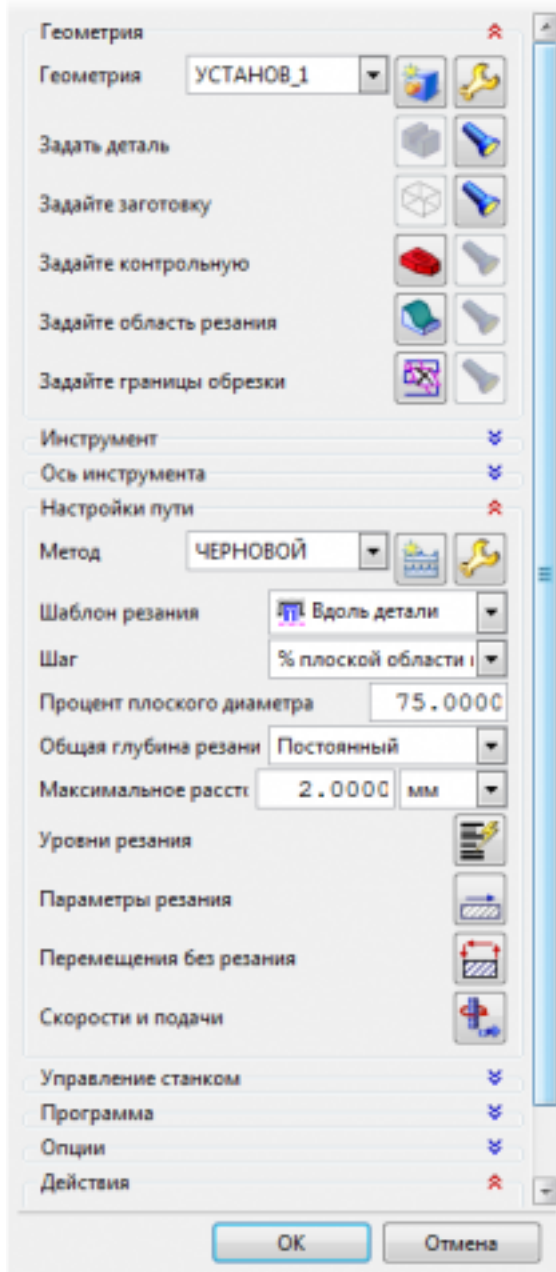 Геометрия
Геометрия УСТАНОВ_1
Задать деталь
Задайте заготовку
Задайте контрольную
Задайте область резания
Задайте границы обрезки
Инструмент
Ось инструмента
Настройки пути
Метод ЧЕРНОВОЙ
Шаблон резания Вдоль детали
Шаг % плоской области
Процент плоского диаметра 75.0000
Общая глубина резани Постоянный
Максимальное расст 2.0000 мм
Уровни резания
Параметры резания
Перемещения без резания
Скорости и подачи
Управление станком
Программа
Опции
Действия
ОК Отмена